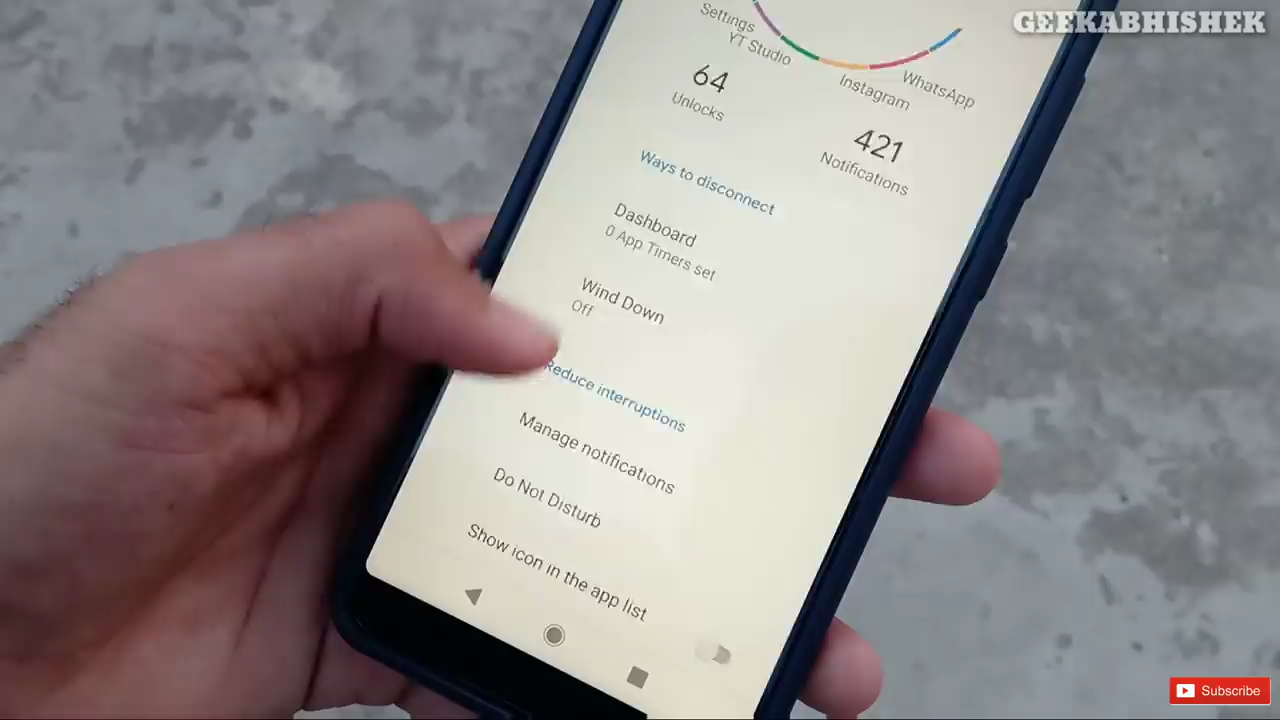 GEEKABHISHEK
Settings
YT Studio
Instagram
WhatsApp
64
Unlocks
421
Notifications
Ways to disconnect
Dashboard
0 App Timers set
Wind Down
Off
Reduce interruptions
Manage notifications
Do Not Disturb
Show icon in the app list
Subscribe